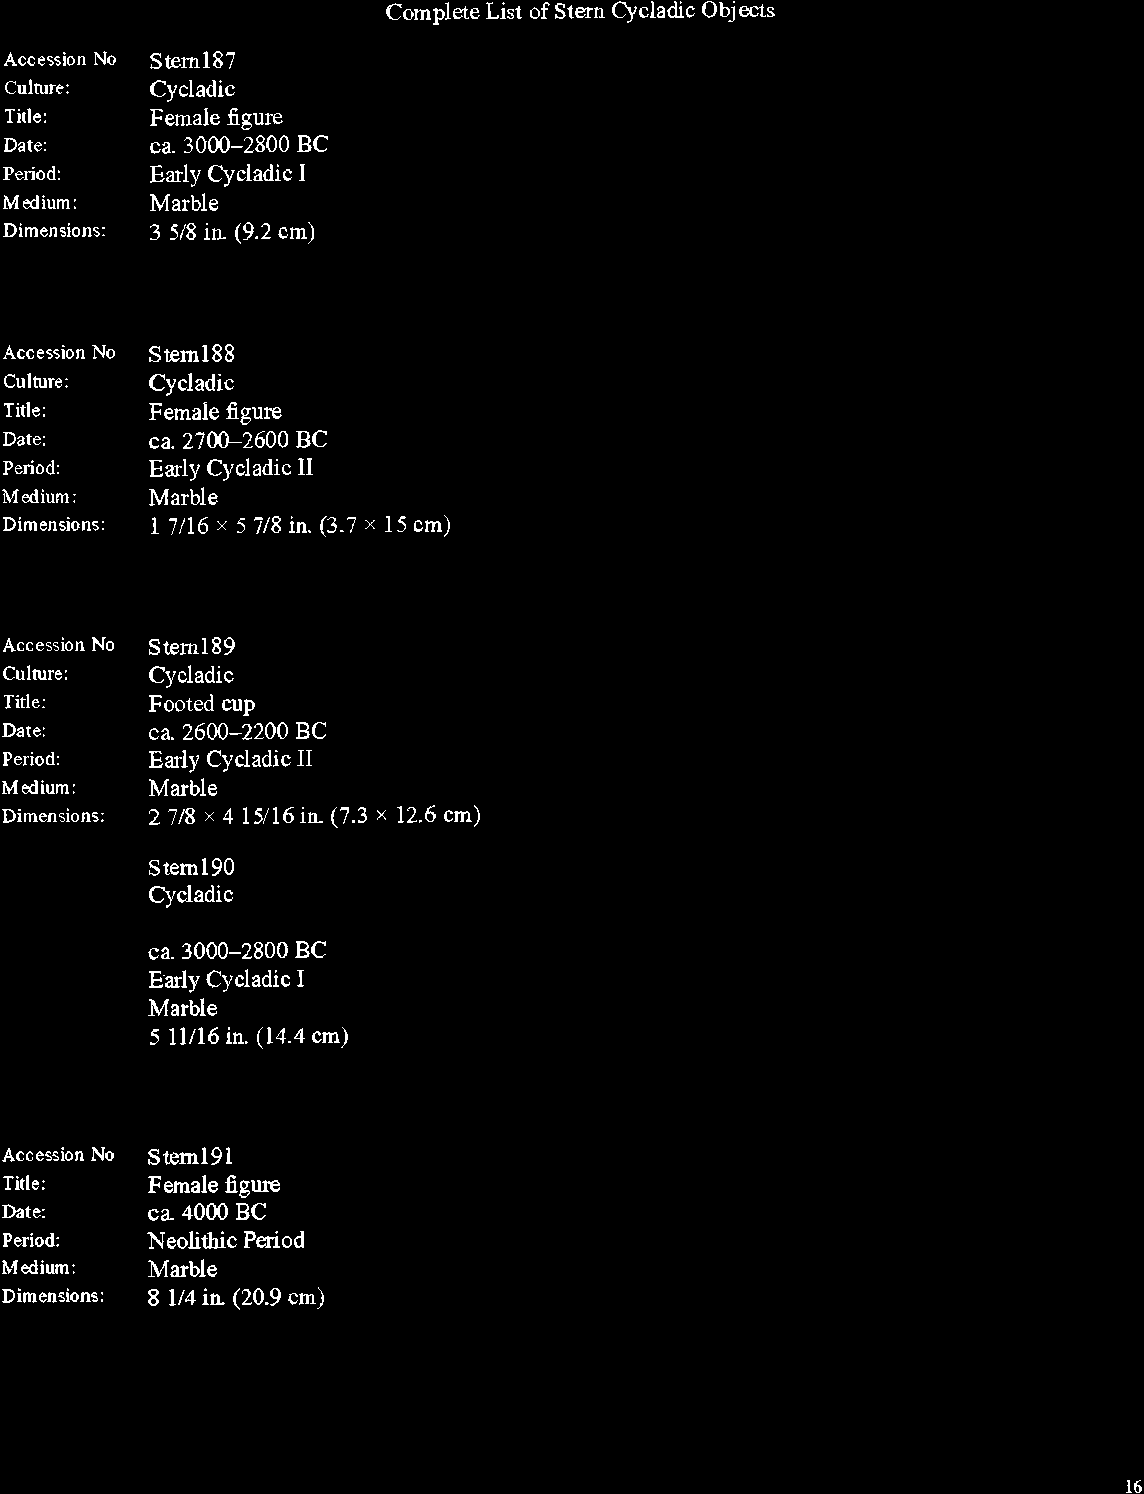 Complete List of Stern Cycladic Objects
Accession No Stern187
Culture: Cycladic
Title: Female figure
Date: ca. 3000–2800 BC
Period: Early Cycladic I
Medium: Marble
Dimensions: 3 5/8 in. (9.2 cm)
Accession No Stern188
Culture: Cycladic
Title: Female figure
Date: ca. 2700–2600 BC
Period: Early Cycladic II
Medium: Marble
Dimensions: 1 7/16 × 5 7/8 in. (3.7 × 15 cm)
Accession No Stern189
Culture: Cycladic
Title: Footed cup
Date: ca. 2600–2200 BC
Period: Early Cycladic II
Medium: Marble
Dimensions: 2 7/8 × 4 15/16 in. (7.3 × 12.6 cm)
Stern190
Cycladic
ca. 3000–2800 BC
Early Cycladic I
Marble
5 11/16 in. (14.4 cm)
Accession No Stern191
Title: Female figure
Date: ca. 4000 BC
Period: Neolithic Period
Medium: Marble
Dimensions: 8 1/4 in. (20.9 cm)
16